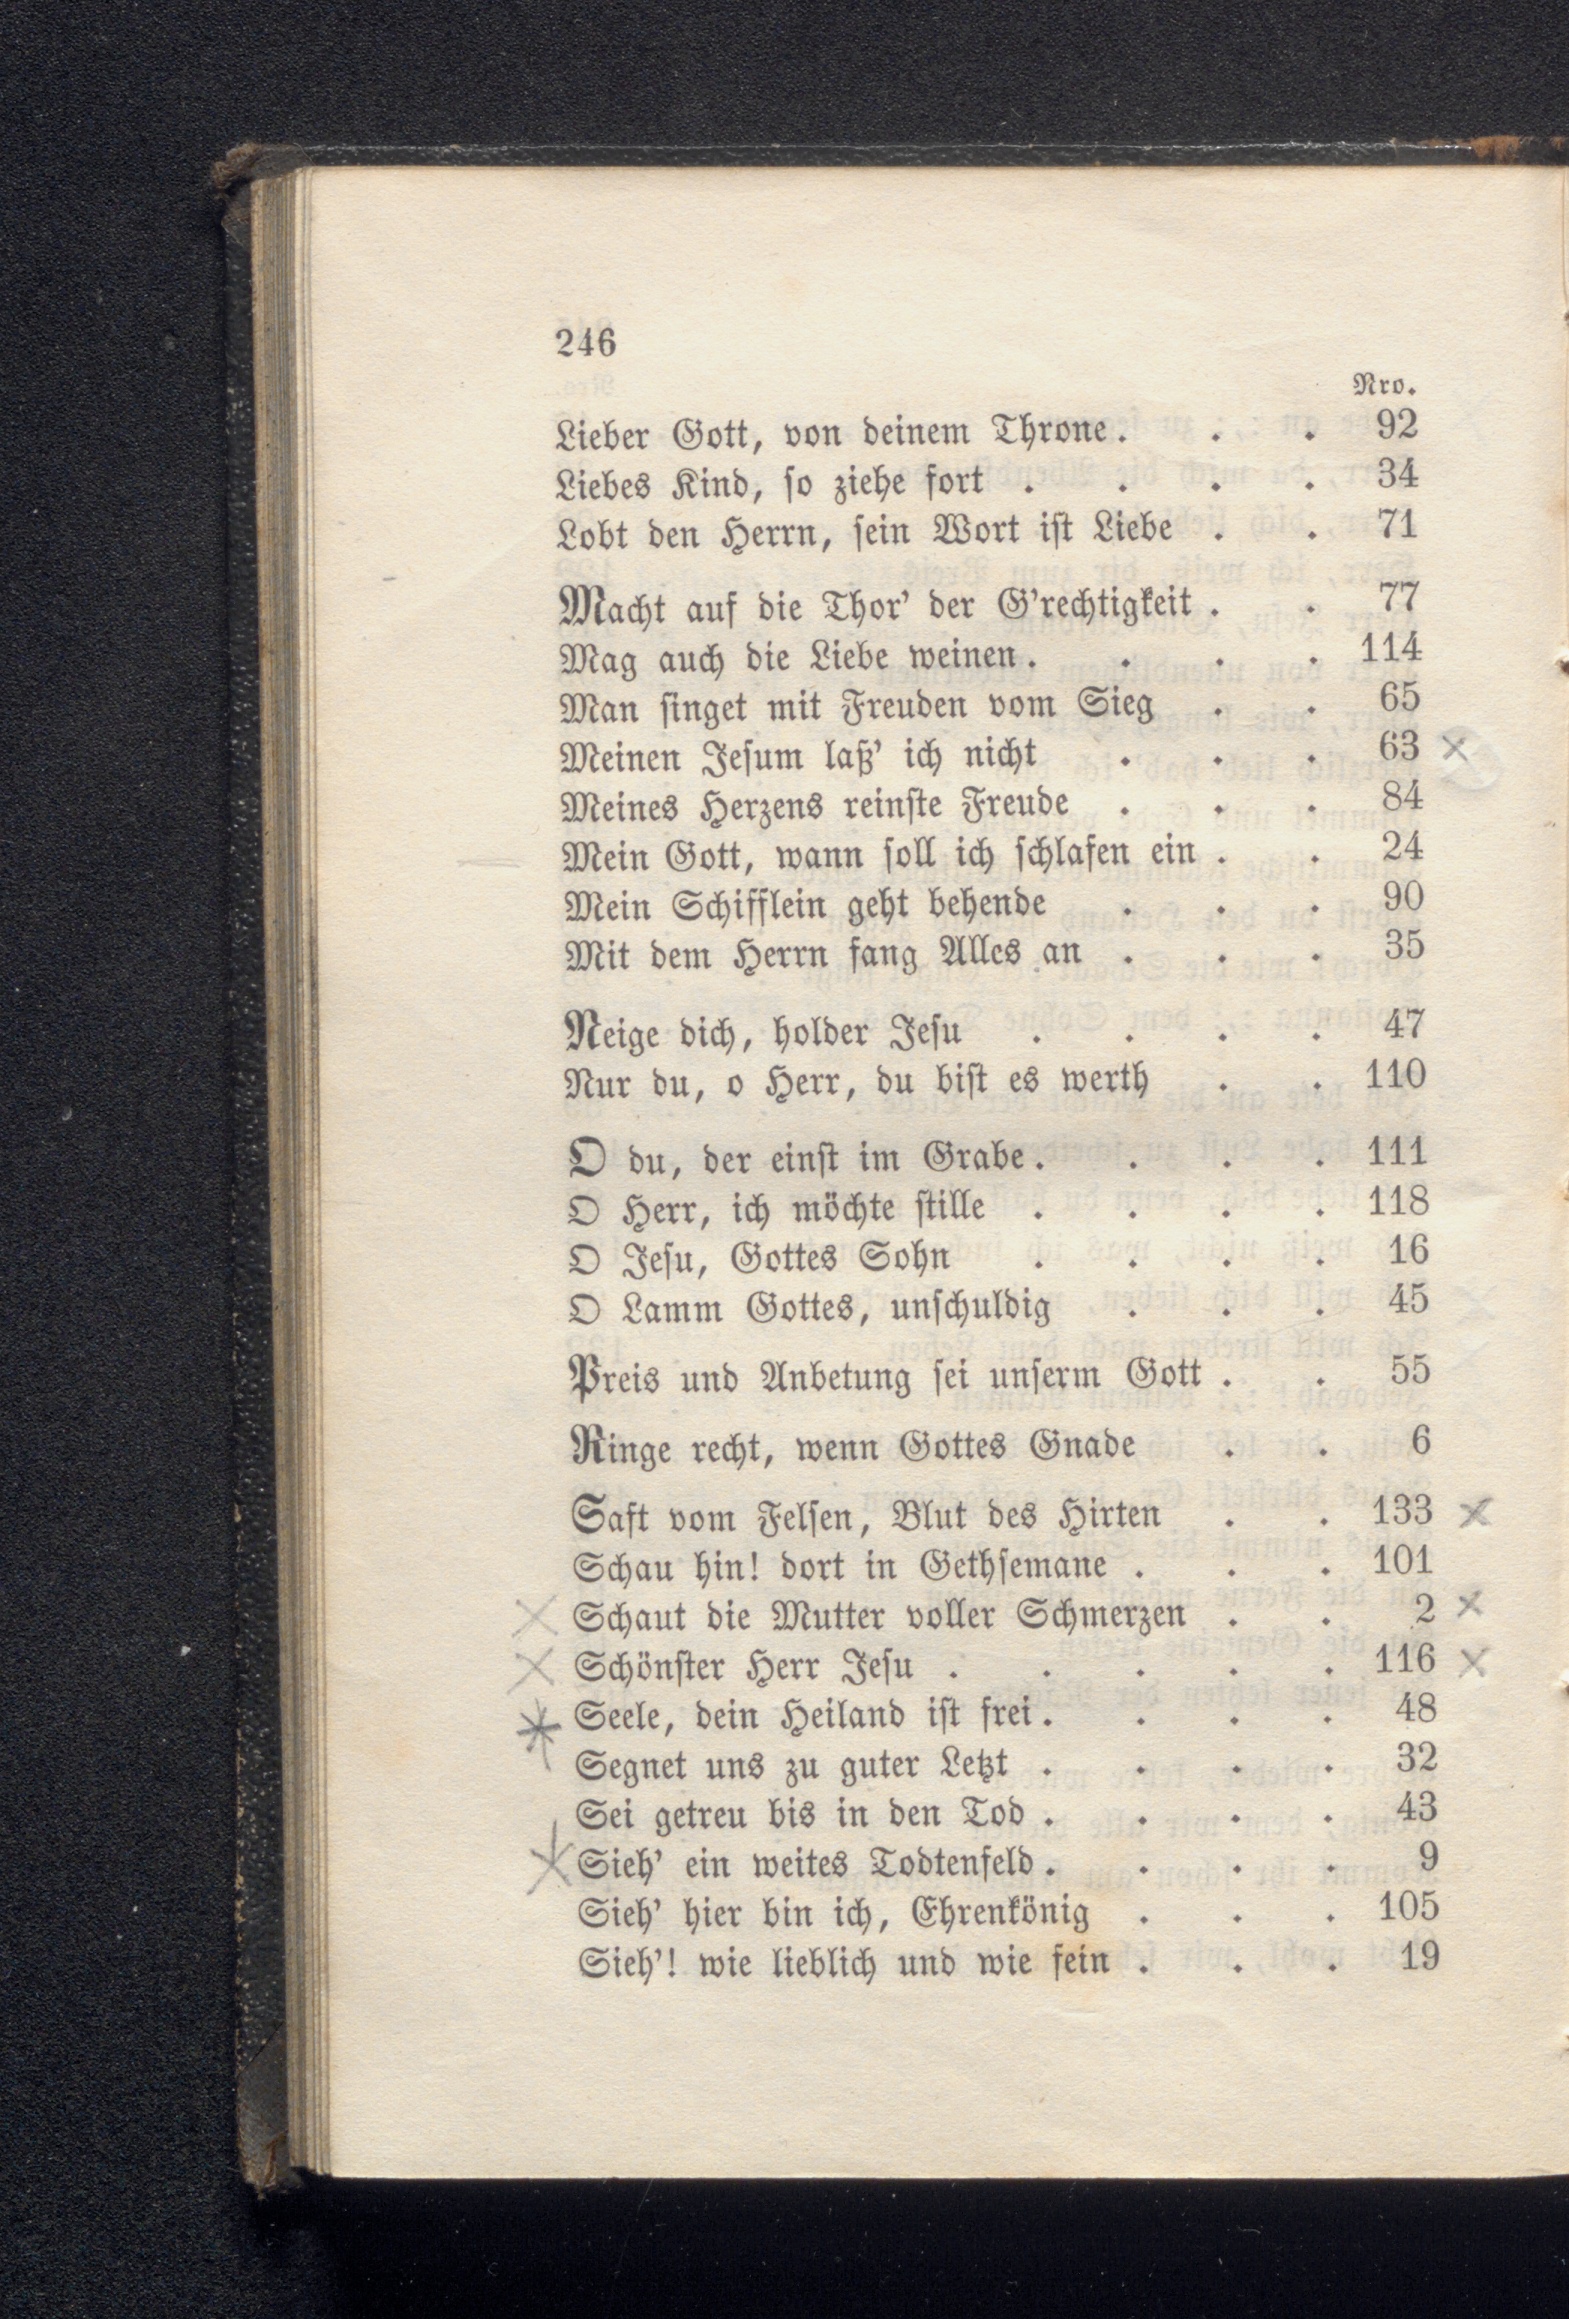 246
Nro.
Lieber Gott, von deinem Throne . . . 92
Liebes Kind, so ziehe fort . . . . 34
Lobt den Herrn, sein Wort ist Liebe . . 71
Macht auf die Thor' der G'rechtigkeit . . 77
Mag auch die Liebe weinen . . . . 114
Man singet mit Freuden vom Sieg . . 65
Meinen Jesum laß' ich nicht . . . 63 ×
Meines Herzens reinste Freude . . . 84
Mein Gott, wann soll ich schlafen ein . . 24
Mein Schifflein geht behende . . . 90
Mit dem Herrn fang Alles an . . . 35
Neige dich, holder Jesu . . . . 47
Nur du, o Herr, du bist es werth . . 110
O du, der einst im Grabe . . . . 111
O Herr, ich möchte stille . . . . 118
O Jesu, Gottes Sohn . . . . 16
O Lamm Gottes, unschuldig . . . 45
Preis und Anbetung sei unserm Gott . . 55
Ringe recht, wenn Gottes Gnade . . 6
Saft vom Felsen, Blut des Hirten . . 133 ×
Schau hin! dort in Gethsemane . . . 101
× Schaut die Mutter voller Schmerzen . . 2 ×
× Schönster Herr Jesu . . . . . 116 ×
* Seele, dein Heiland ist frei . . . . 48
Segnet uns zu guter Letzt . . . . 32
Sei getreu bis in den Tod . . . . 43
× Sieh' ein weites Todtenfeld . . . . 9
Sieh' hier bin ich, Ehrenkönig . . . 105
Sieh'! wie lieblich und wie fein . . . 19